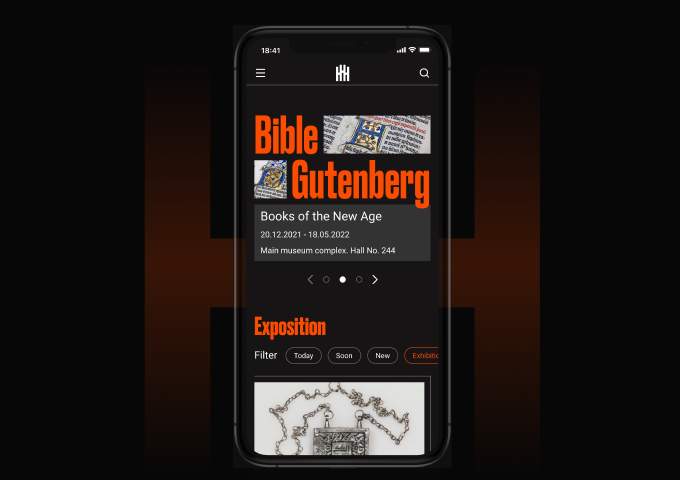 18:41
Bible
Gutenberg
Books of the New Age
20.12.2021 - 18.05.2022
Main museum complex. Hall No. 244
Exposition
Filter Today Soon New Exhibitio